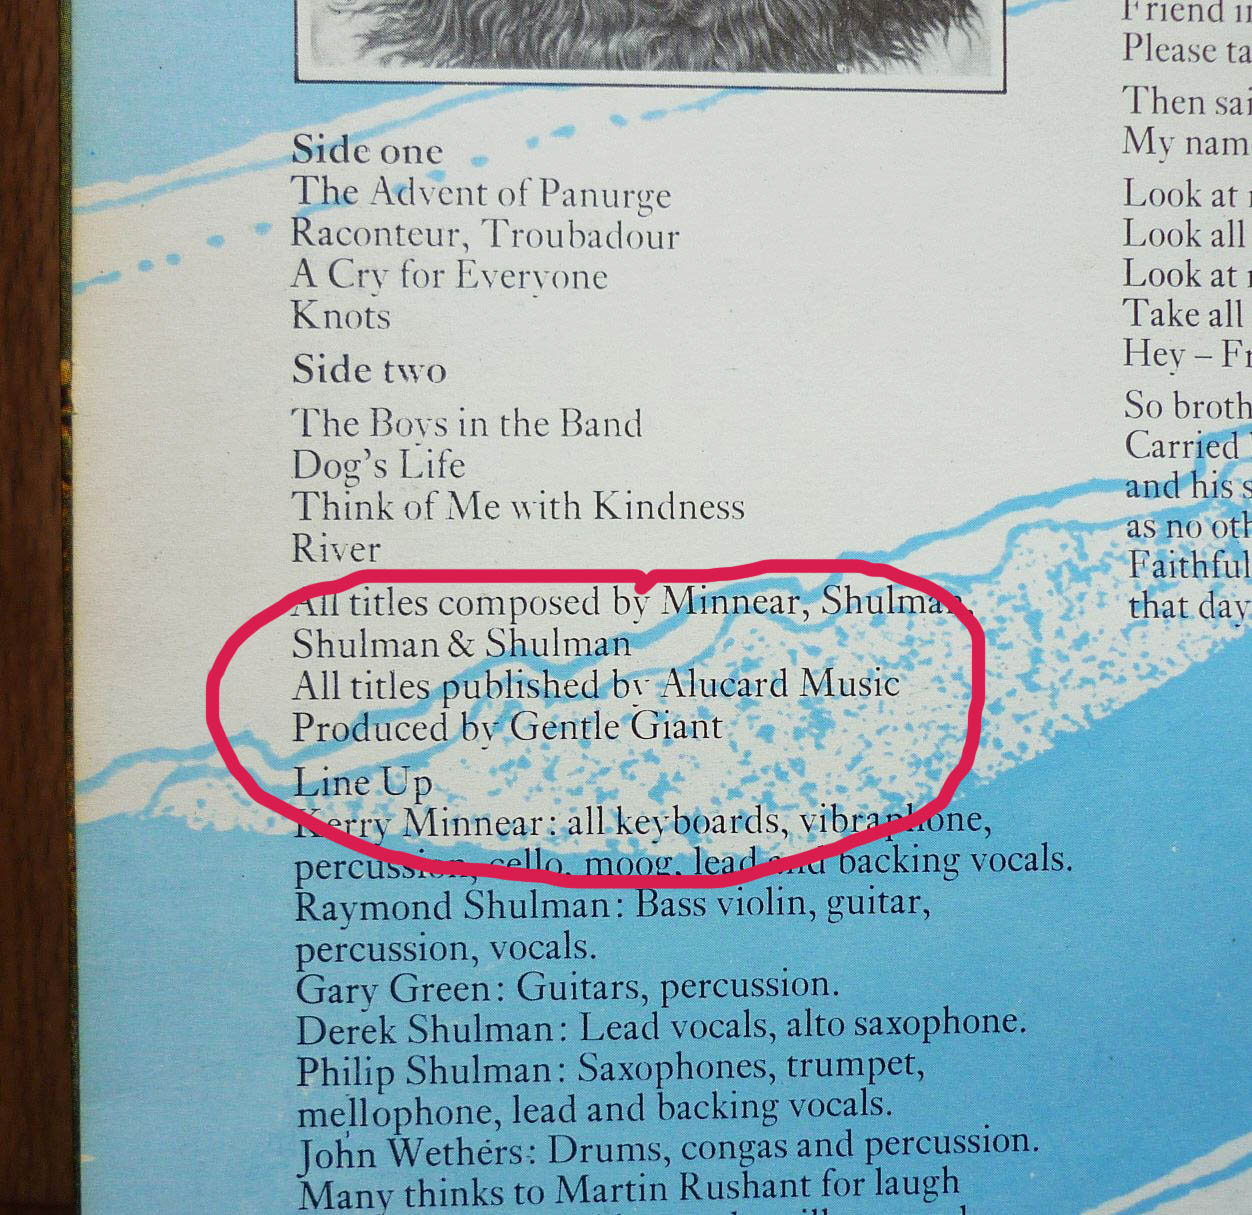 Side one
The Advent of Panurge
Raconteur, Troubadour
A Cry for Everyone
Knots
Side two
The Boys in the Band
Dog's Life
Think of Me with Kindness
River
All titles composed by Minnear, Shulman,
Shulman & Shulman
All titles published by Alucard Music
Produced by Gentle Giant
Line Up
Kerry Minnear: all keyboards, vibraphone,
percussion, cello, moog, lead and backing vocals.
Raymond Shulman: Bass violin, guitar,
percussion, vocals.
Gary Green: Guitars, percussion.
Derek Shulman: Lead vocals, alto saxophone.
Philip Shulman: Saxophones, trumpet,
mellophone, lead and backing vocals.
John Wethers: Drums, congas and percussion.
Many thinks to Martin Rushant for laugh
Friend
Please
Then
My
Look at
Look all
Look at
Take all
Hey –
So
Carried
and his
as no
Faithful
that day